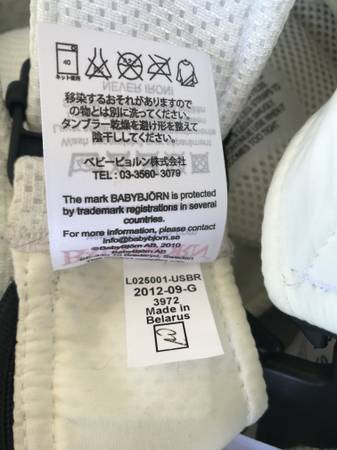 40
ネット使用
NEVER IRON!
移染するおそれがありますので
の物とは別に洗ってください。
タンブラー乾燥を避け形を整えて
陰干ししてください。
ベビービョルン株式会社
TEL: 03-3560-3079
The mark BABYBJÖRN is protected
by trademark registrations in several
countries.
For more information, please contact
info@babybjorn.se
©BabyBjörn AB, 2010
BabyBjörn AB
L025001-USBR
2012-09-G
3972
Made in
Belarus